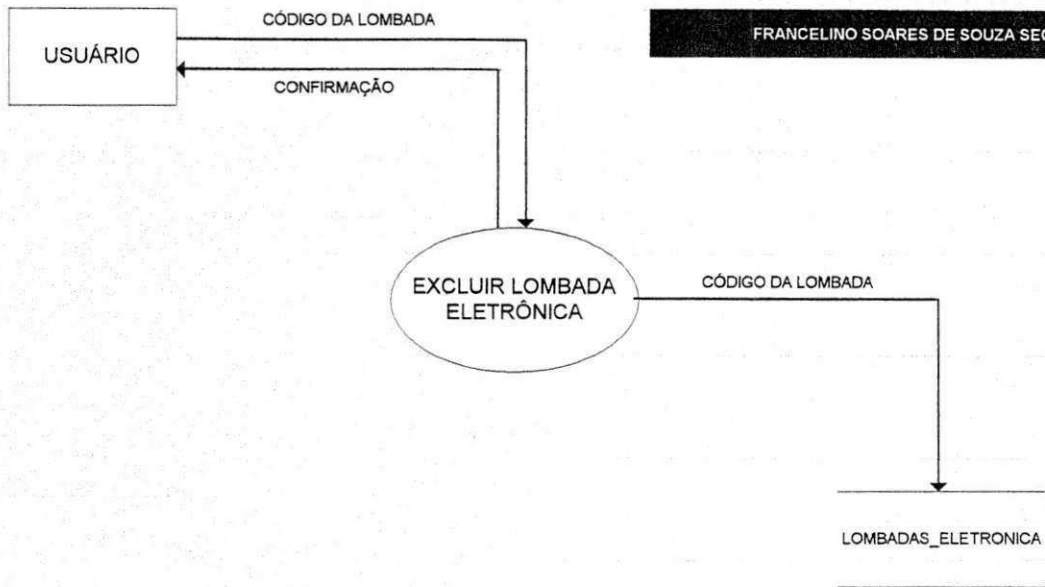 CÓDIGO DA LOMBADA
FRANCELINO SOARES DE SOUZA
USUÁRIO
CONFIRMAÇÃO
EXCLUIR LOMBADA
ELETRÔNICA
CÓDIGO DA LOMBADA
LOMBADAS_ELETRONICA